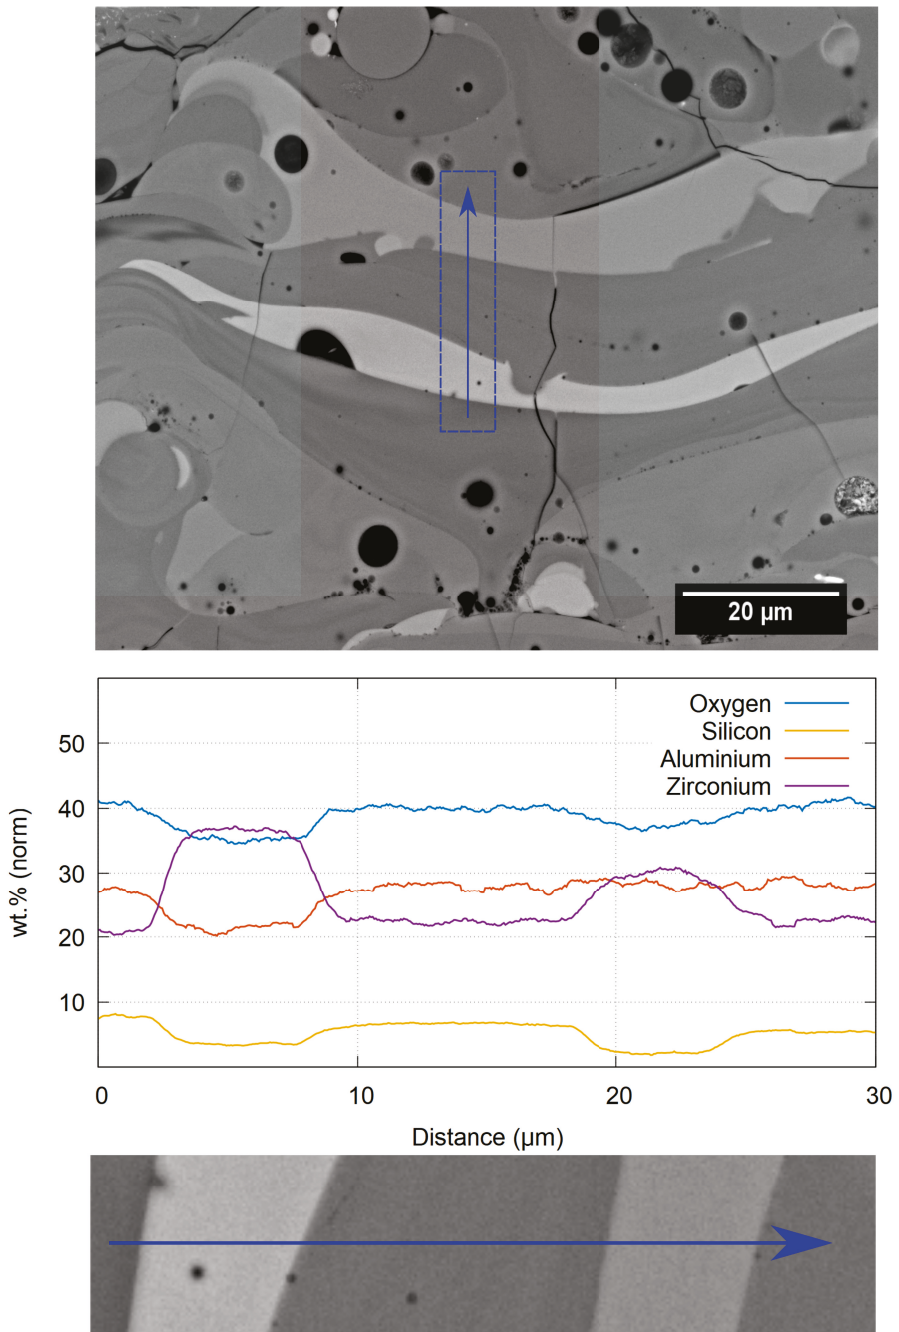 20 µm
Oxygen
Silicon
Aluminium
Zirconium
50
40
30
20
10
wt.% (norm)
0 10 20 30
Distance (µm)